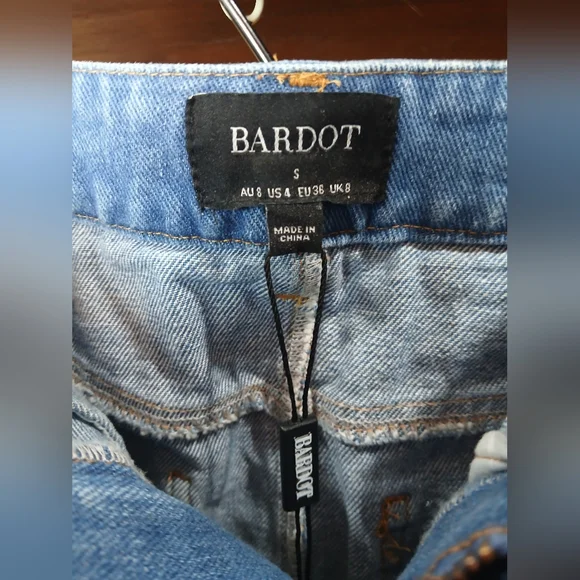 BARDOT
S
AU 8 US 4 EU 36 UK 8
MADE IN
CHINA
BARDOT